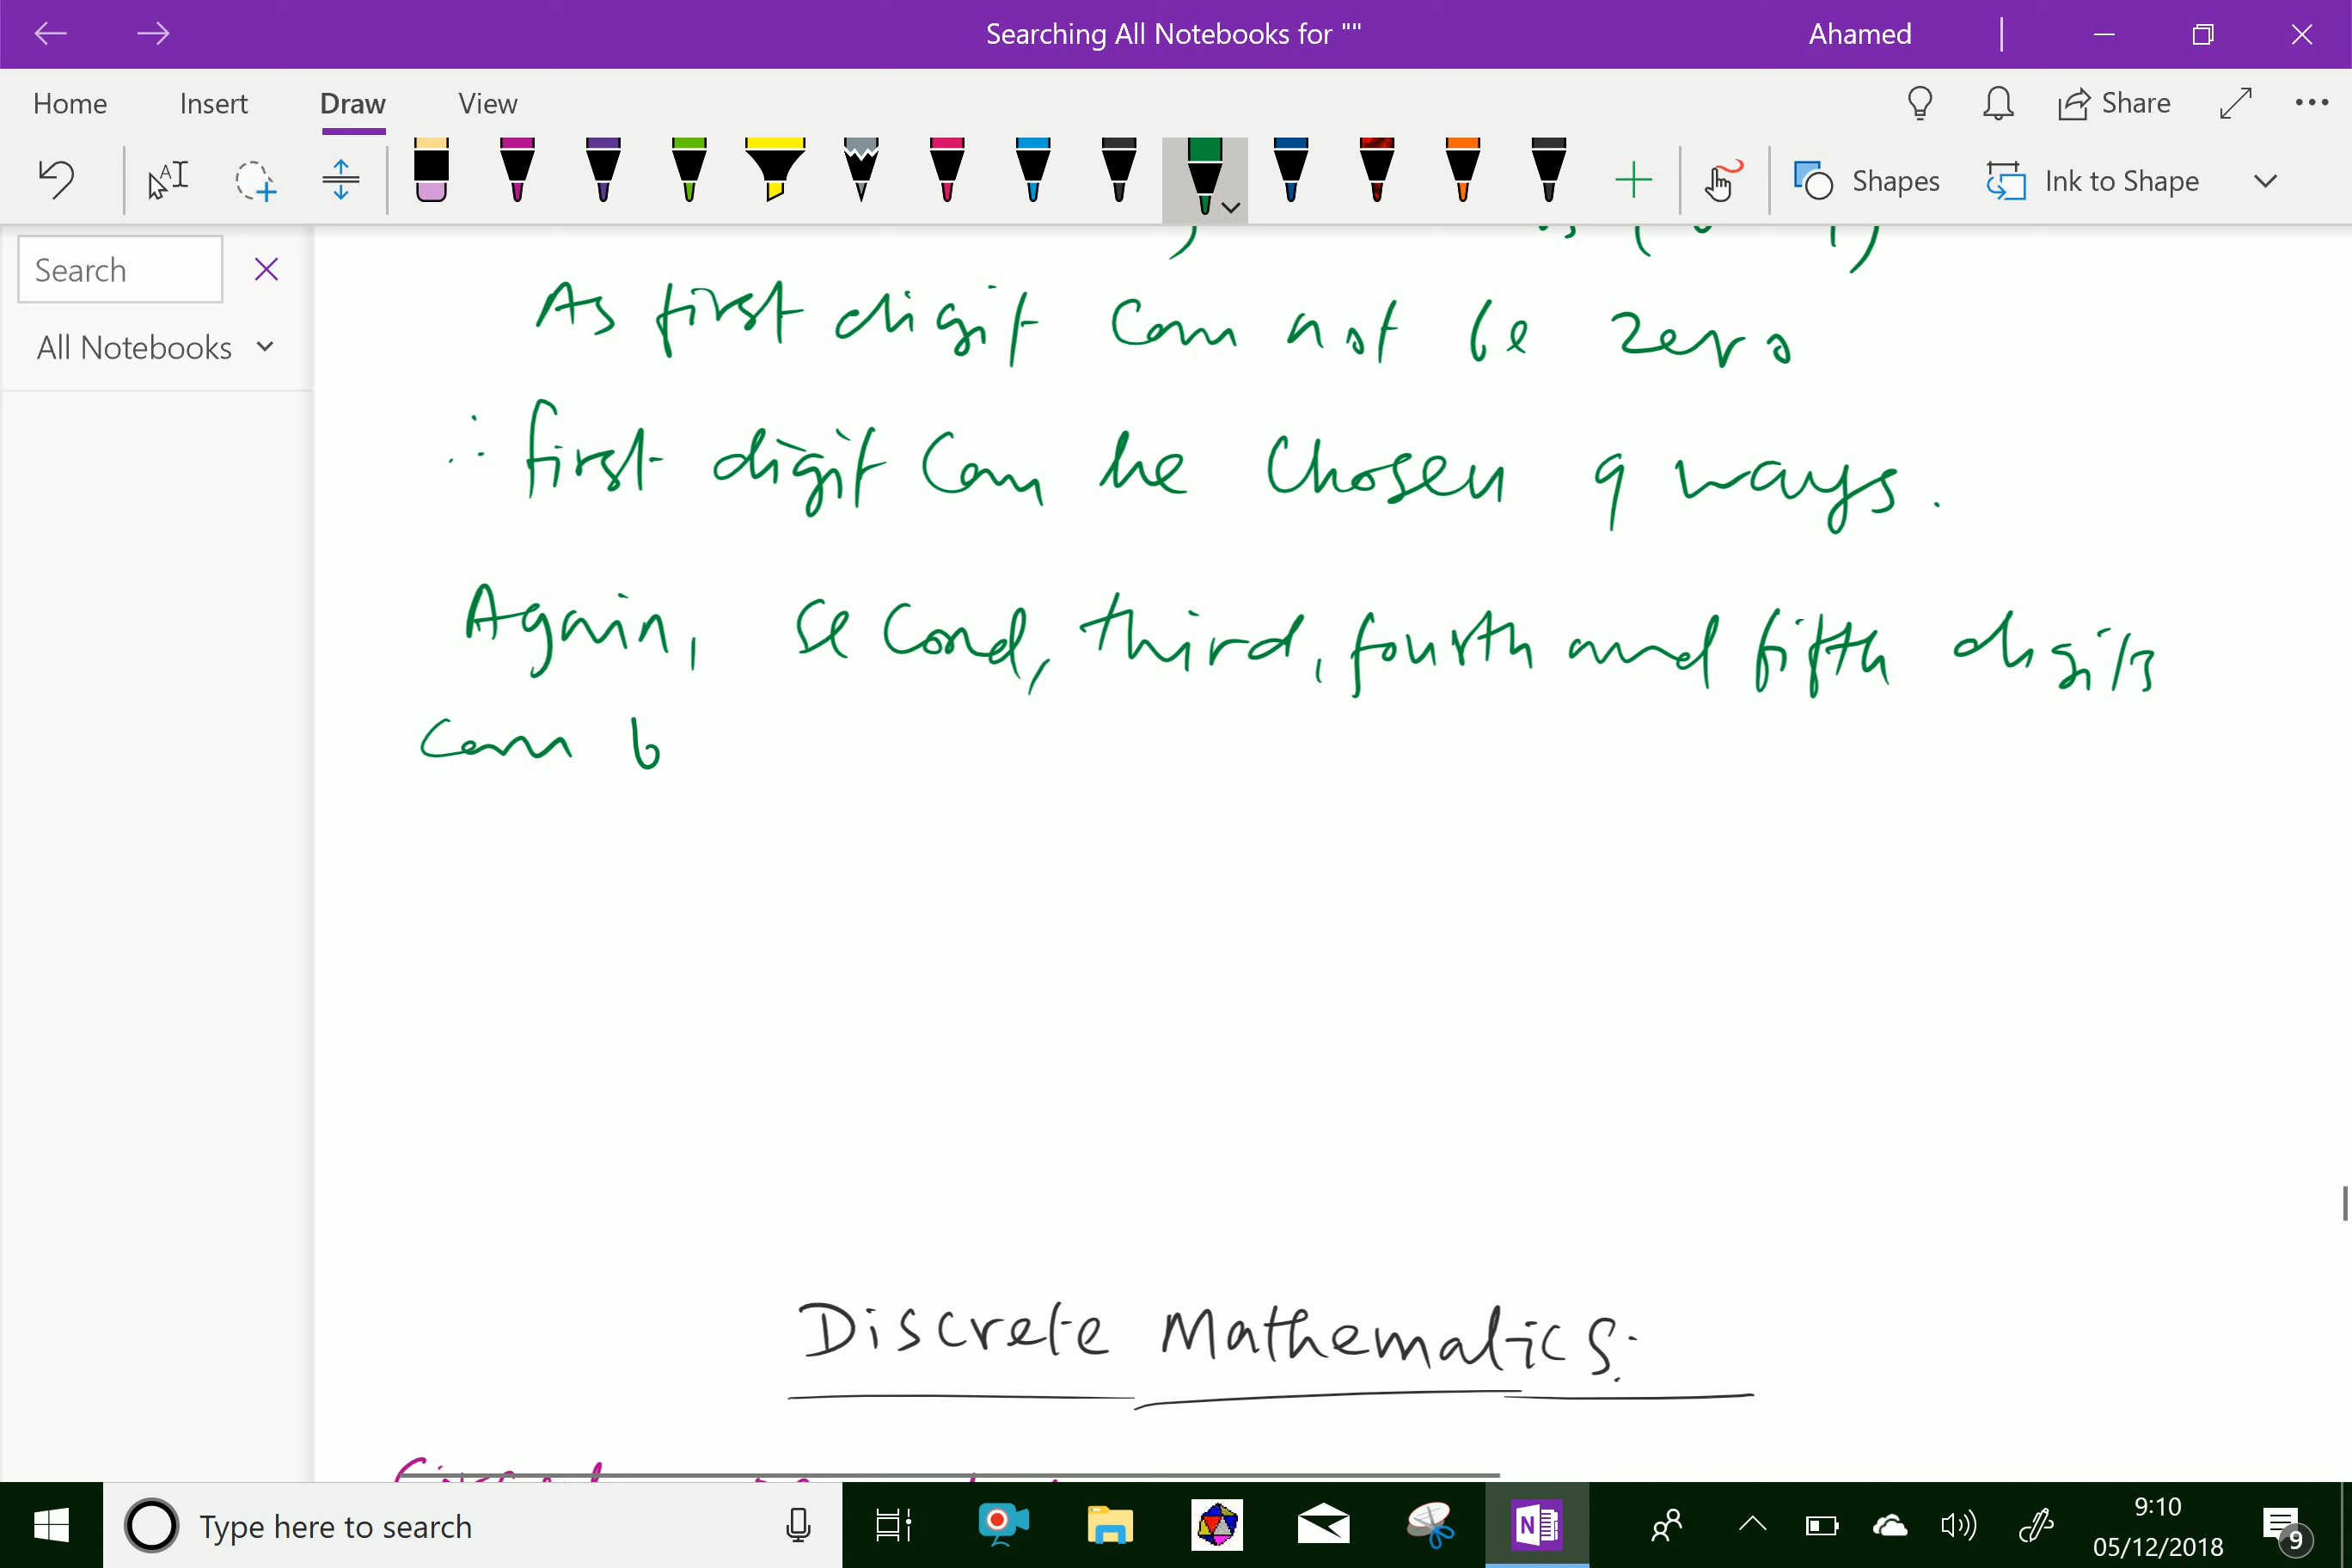 Searching All Notebooks for ""
Ahamed
Home Insert Draw View
Share
Shapes
Ink to Shape
Search
All Notebooks
As first digit can not be zero
∴ first digit can be chosen 9 ways.
Again, second, third, fourth and fifth digits
can b
Discrete Mathematics:
Type here to search
N
9:10
05/12/2018
9